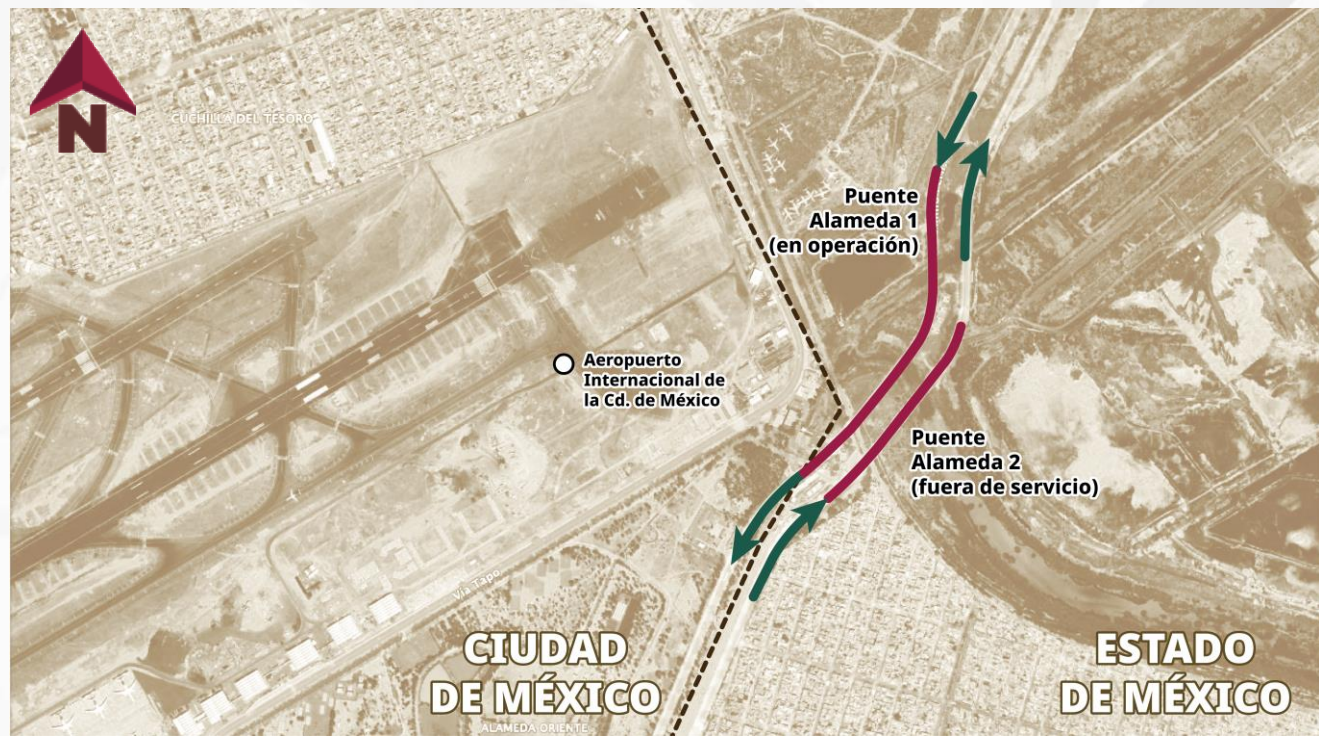 N
CUCHILLA DEL TESORO
Puente
Alameda 1
(en operación)
Aeropuerto
Internacional de
la Cd. de México
Puente
Alameda 2
(fuera de servicio)
Vía Tapo
CIUDAD
DE MÉXICO
ESTADO
DE MÉXICO
ALAMEDA ORIENTE